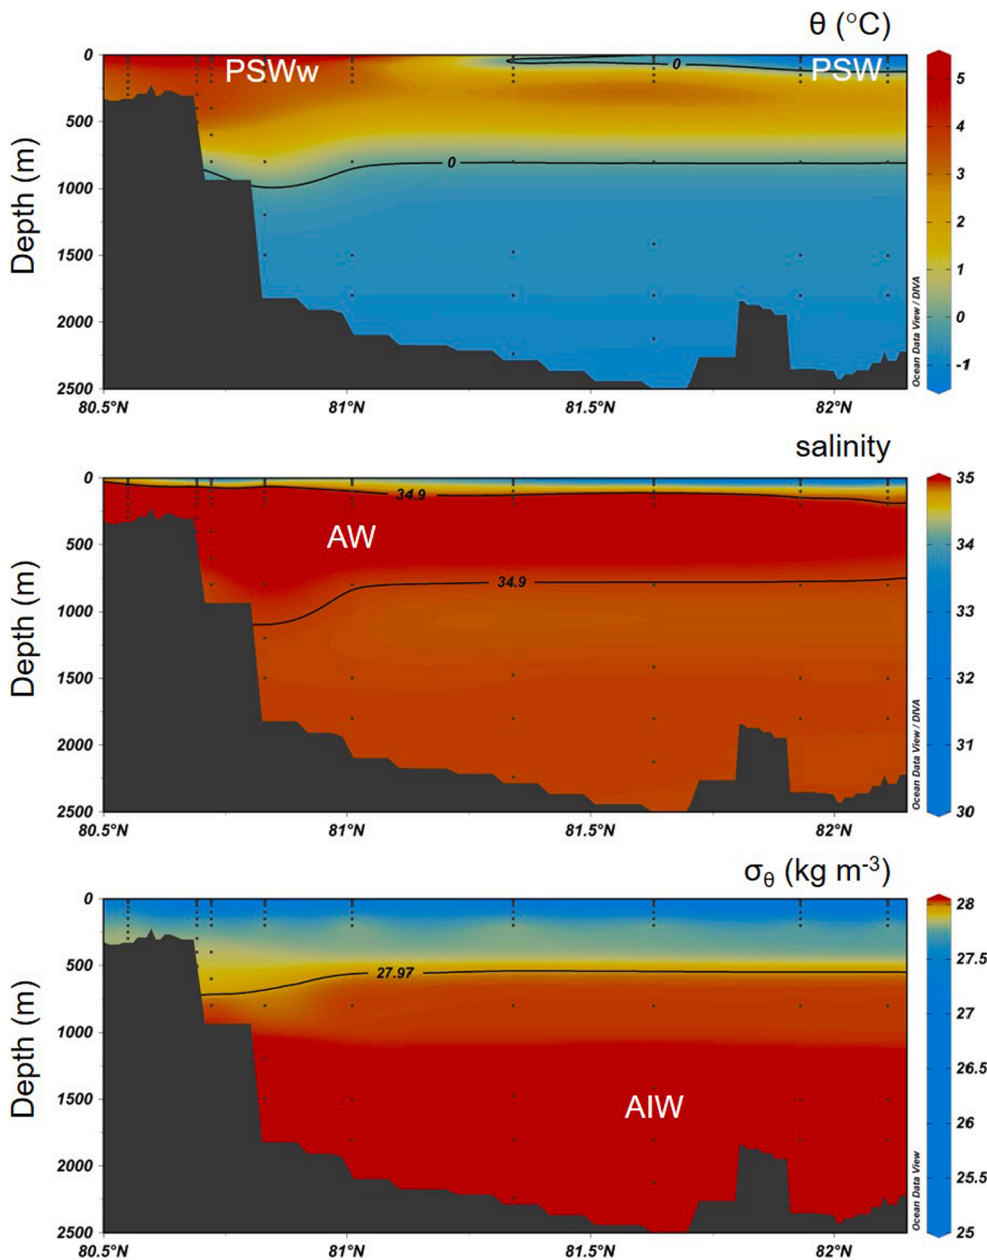 θ (°C)
0
500
1000
1500
2000
2500
Depth (m)
PSWw
PSW
0
0
80.5°N
81°N
81.5°N
82°N
5
4
3
2
1
0
-1
Ocean Data View / DIVA
salinity
0
500
1000
1500
2000
2500
Depth (m)
34.9
AW
34.9
80.5°N
81°N
81.5°N
82°N
35
34
33
32
31
30
Ocean Data View / DIVA
σθ (kg m-3)
0
500
1000
1500
2000
2500
Depth (m)
27.97
AIW
80.5°N
81°N
81.5°N
82°N
28
27.5
27
26.5
26
25.5
25
Ocean Data View